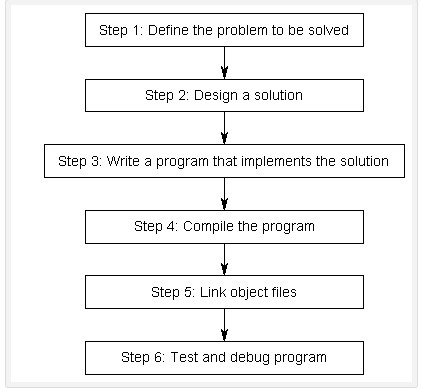 Step 1: Define the problem to be solved
Step 2: Design a solution
Step 3: Write a program that implements the solution
Step 4: Compile the program
Step 5: Link object files
Step 6: Test and debug program